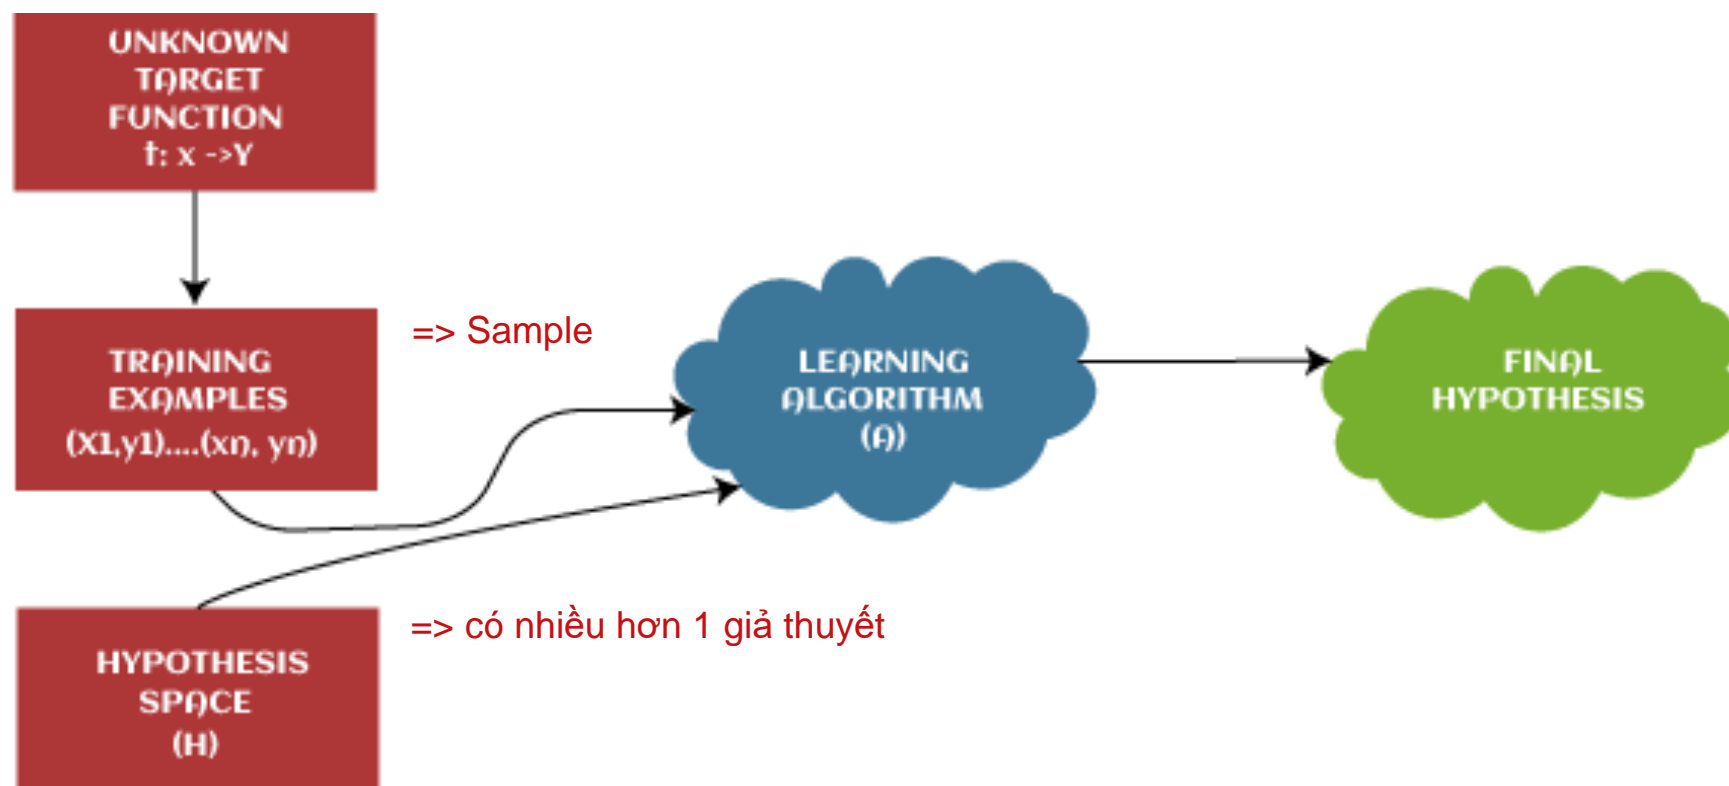 UNKNOWN
TARGET
FUNCTION
f: x ->Y
TRAINING
EXAMPLES
(X1,y1)....(xn, yn)
=> Sample
LEARNING
ALGORITHM
(A)
FINAL
HYPOTHESIS
HYPOTHESIS
SPACE
(H)
=> có nhiều hơn 1 giả thuyết